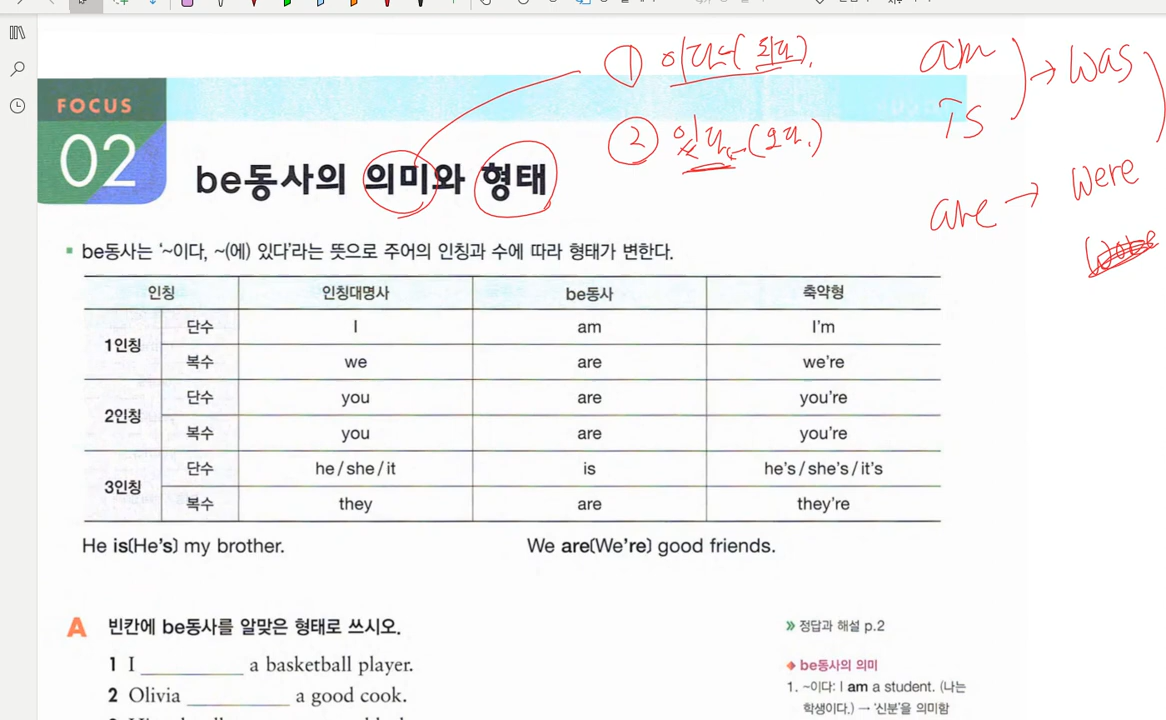 ① 이다 (되다).
② 있다 (오다.)
am
is
→ was
are → were
FOCUS
02
be동사의 의미와 형태
be동사는 '~이다, ~(에) 있다'라는 뜻으로 주어의 인칭과 수에 따라 형태가 변한다.
인칭 인칭대명사 be동사 축약형
1인칭 단수 I am I'm
복수 we are we're
2인칭 단수 you are you're
복수 you are you're
3인칭 단수 he / she / it is he's / she's / it's
복수 they are they're
He is(He's) my brother. We are(We're) good friends.
A 빈칸에 be동사를 알맞은 형태로 쓰시오.
» 정답과 해설 p.2
1 I __________ a basketball player.
2 Olivia __________ a good cook.
be동사의 의미
1. ~이다: I am a student. (나는
학생이다.) → '신분'을 의미함